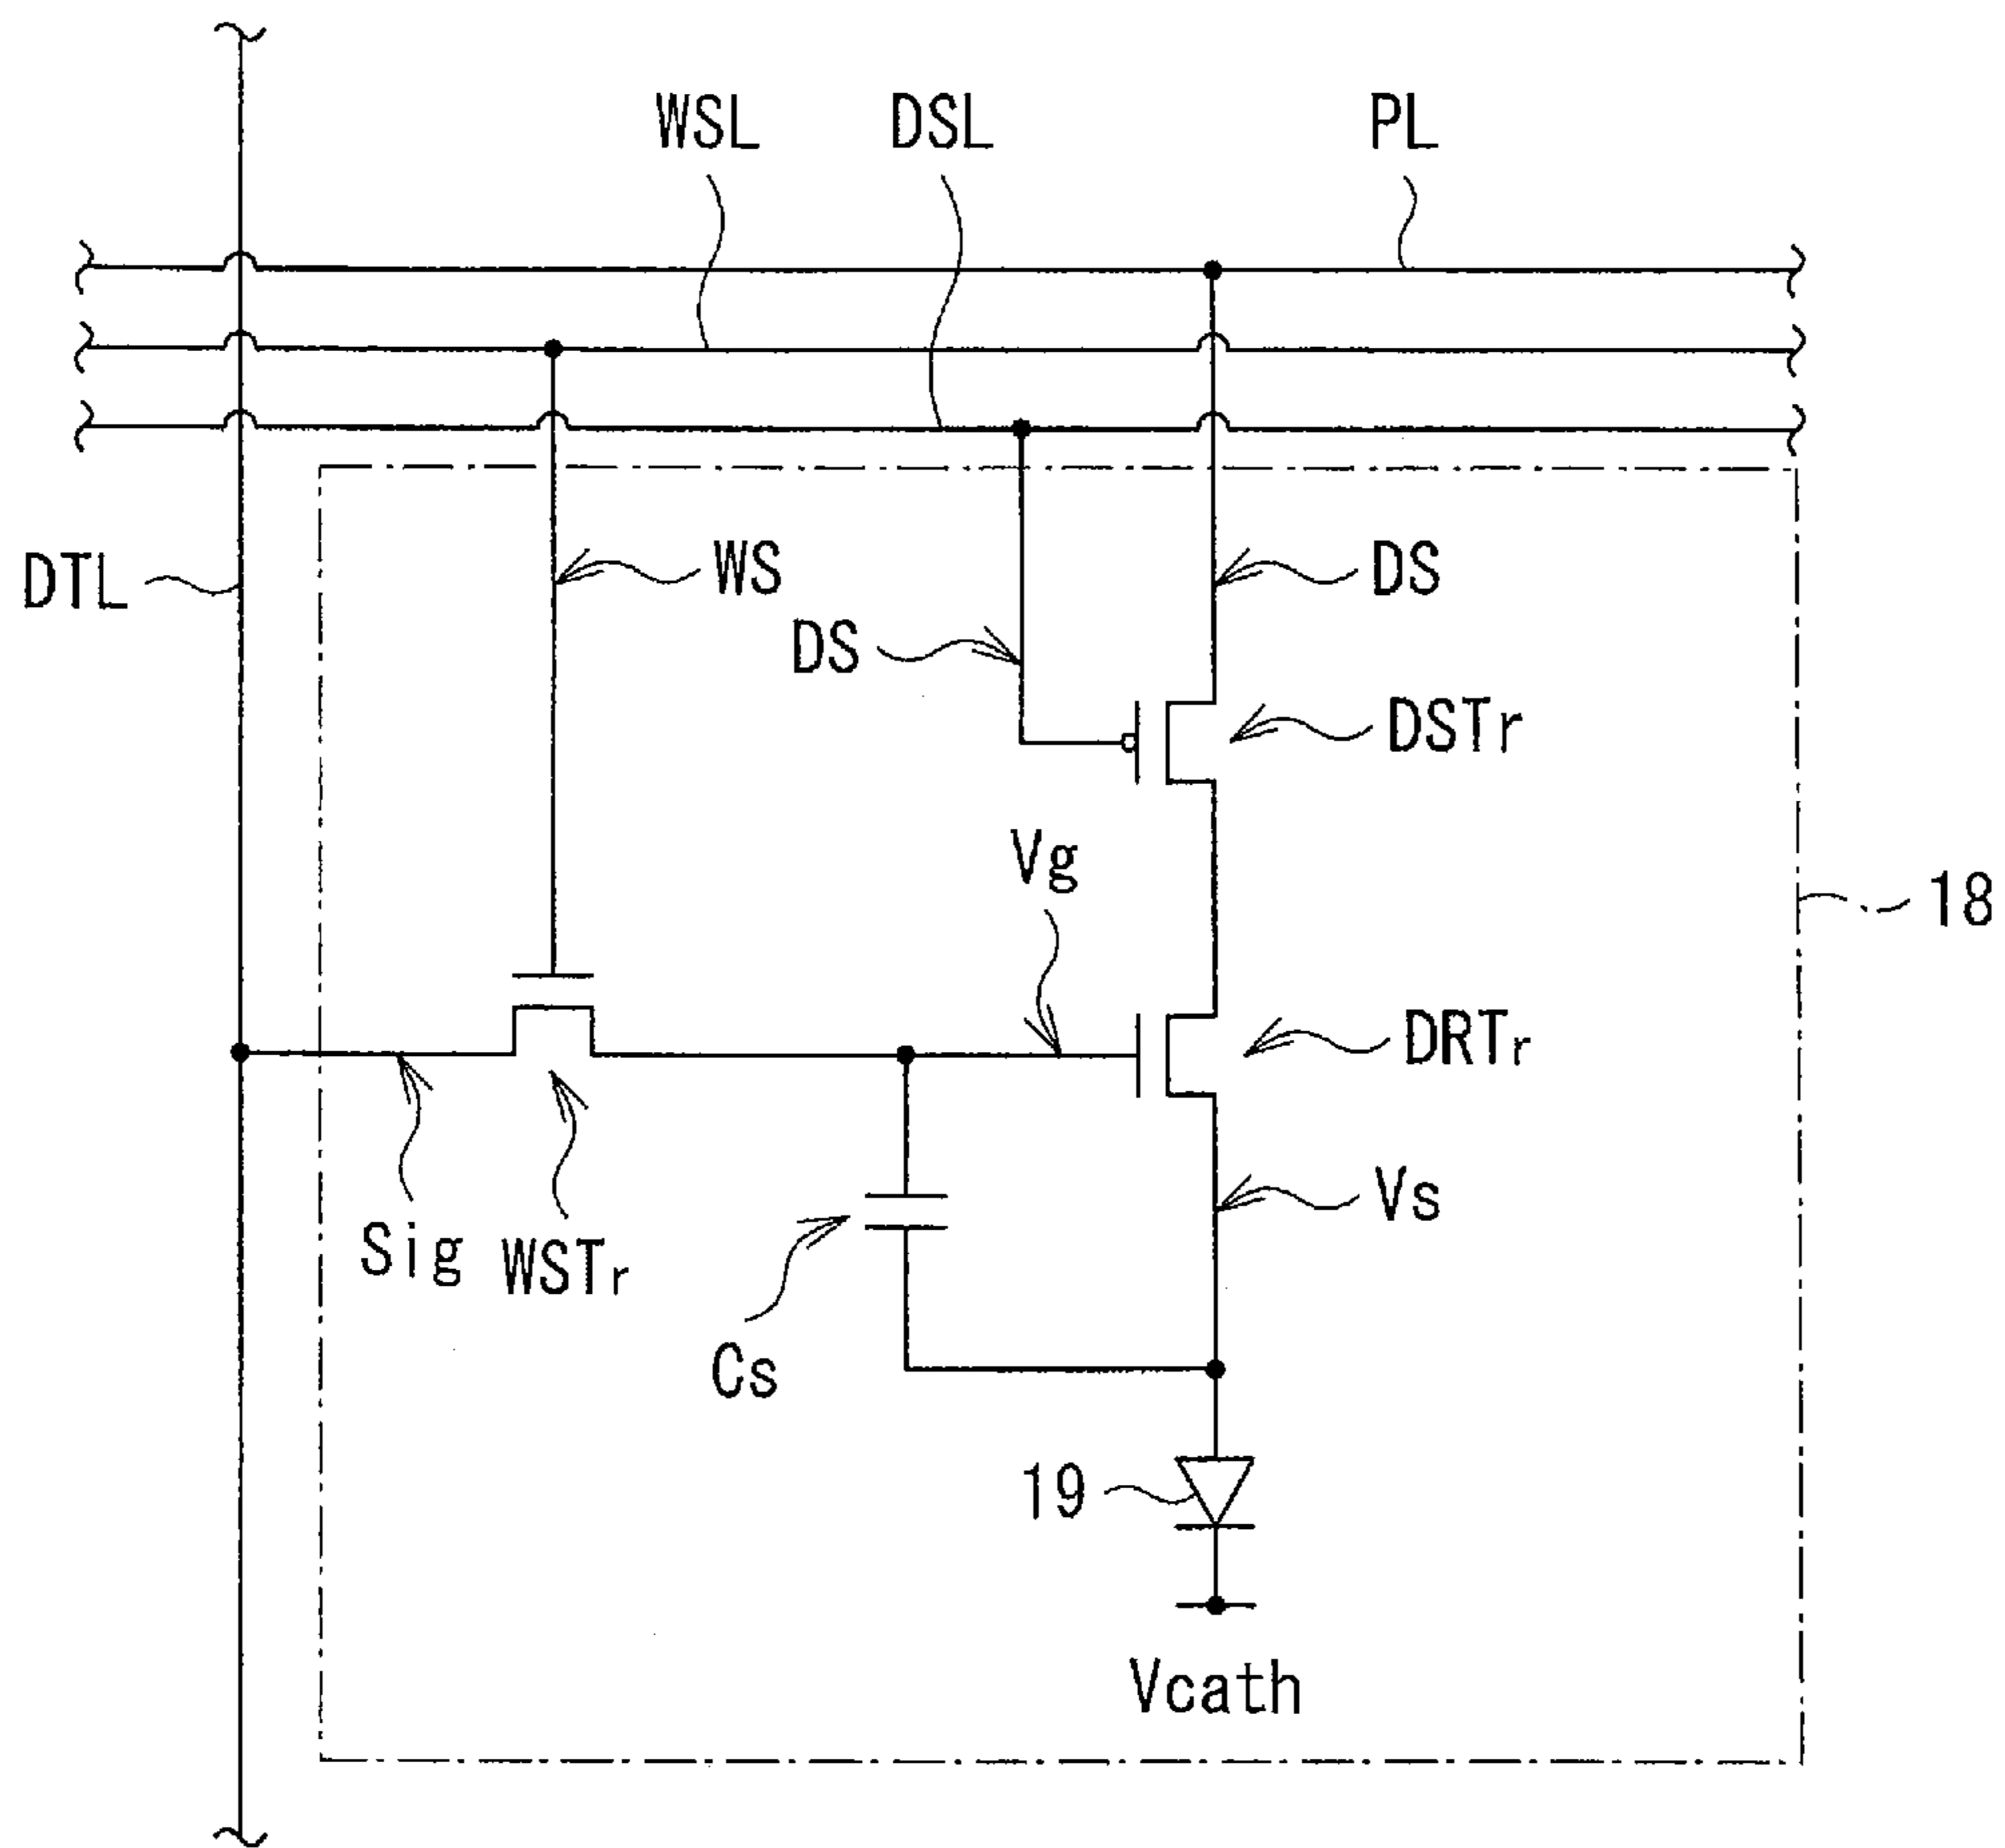 WSL
DSL
PL
DTL
WS
DS
DS
DSTr
Vg
18
DRTr
Sig
WSTr
Vs
Cs
19
Vcath